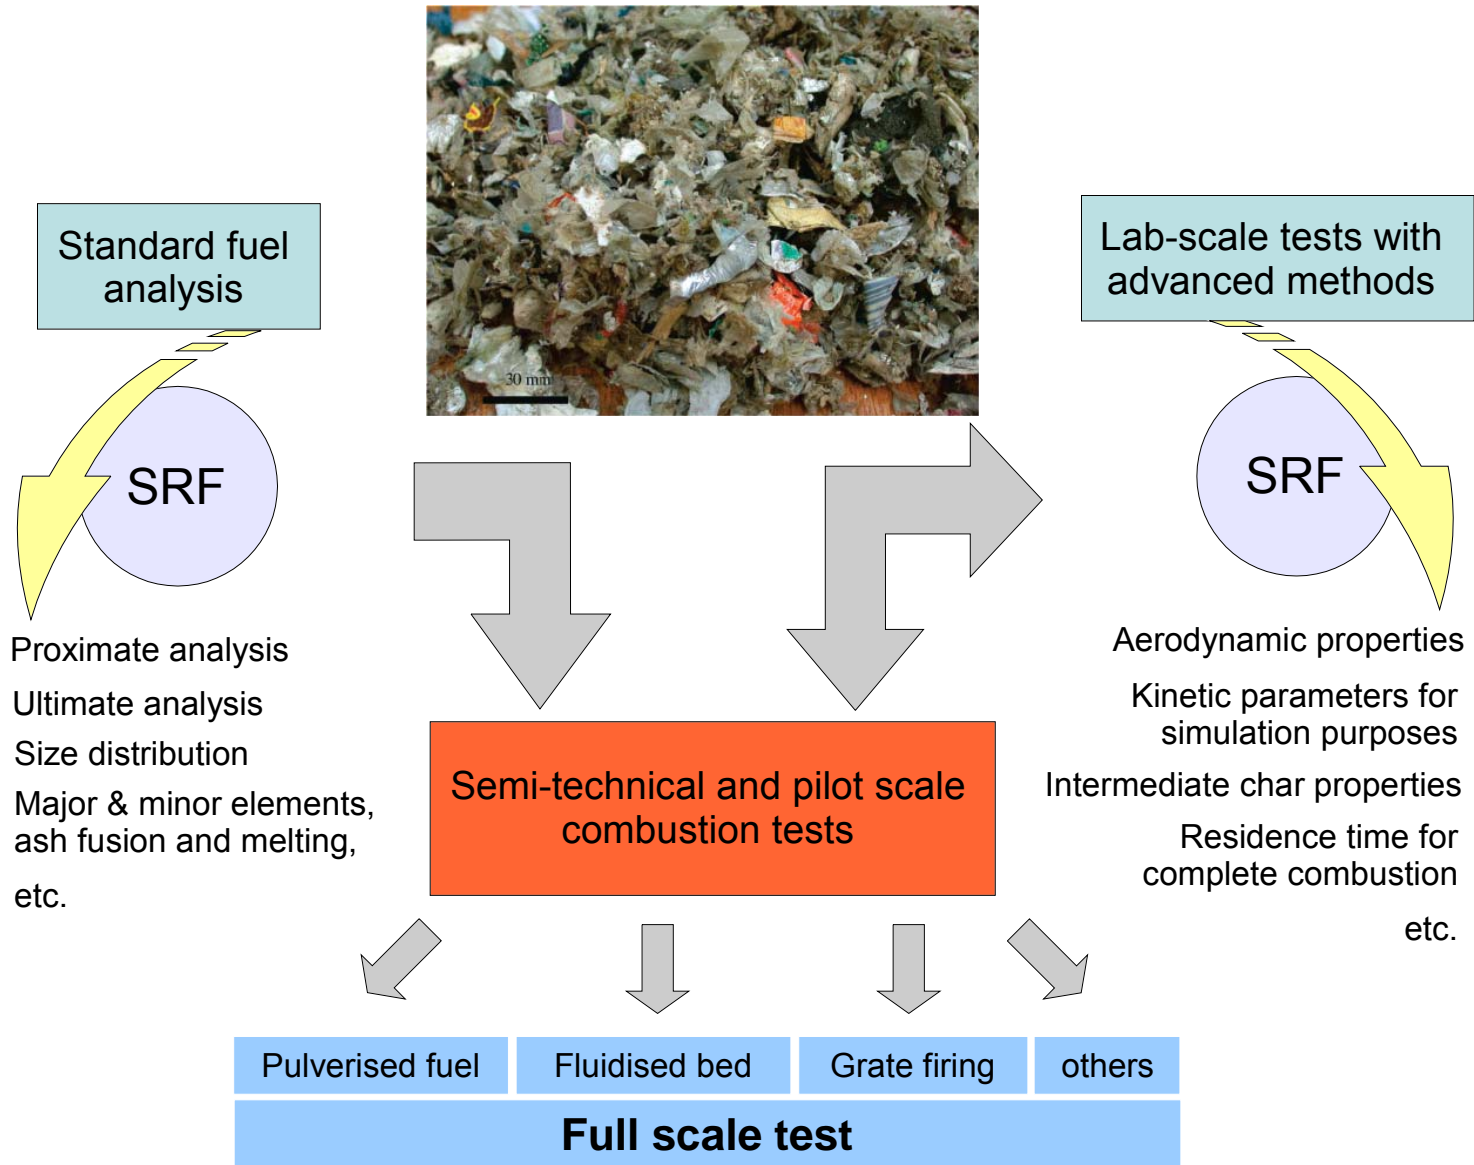 30 mm
Standard fuel
analysis
SRF
Proximate analysis
Ultimate analysis
Size distribution
Major & minor elements,
ash fusion and melting,
etc.
Lab-scale tests with
advanced methods
SRF
Aerodynamic properties
Kinetic parameters for
simulation purposes
Intermediate char properties
Residence time for
complete combustion
etc.
Semi-technical and pilot scale
combustion tests
Pulverised fuel
Fluidised bed
Grate firing
others
Full scale test